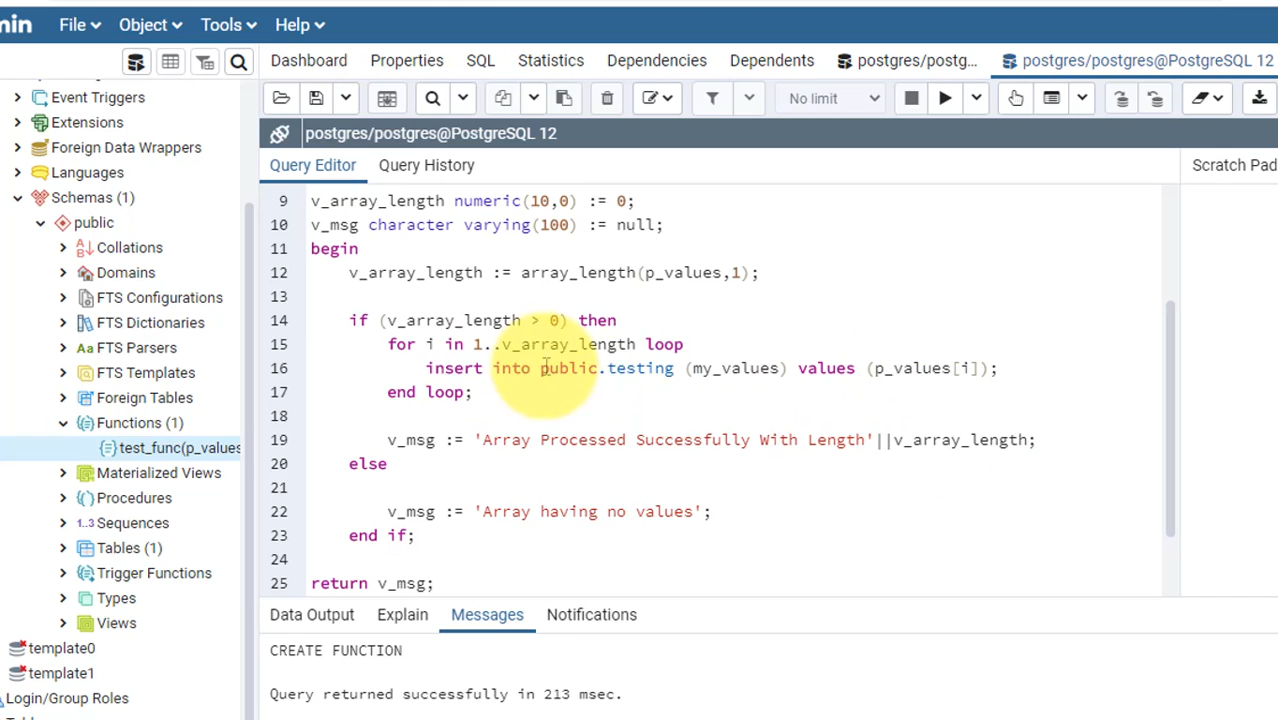 min File Object Tools Help
Dashboard Properties SQL Statistics Dependencies Dependents postgres/postg... postgres/postgres@PostgreSQL 12
No limit
postgres/postgres@PostgreSQL 12
Query Editor Query History Scratch Pad
Event Triggers
Extensions
Foreign Data Wrappers
Languages
Schemas (1)
public
Collations
Domains
FTS Configurations
FTS Dictionaries
Aa FTS Parsers
FTS Templates
Foreign Tables
Functions (1)
test_func(p_values
Materialized Views
Procedures
1..3 Sequences
Tables (1)
Trigger Functions
Types
Views
template0
template1
Login/Group Roles
9 v_array_length numeric(10,0) := 0;
10 v_msg character varying(100) := null;
11 begin
12 v_array_length := array_length(p_values,1);
13
14 if (v_array_length > 0) then
15 for i in 1..v_array_length loop
16 insert into public.testing (my_values) values (p_values[i]);
17 end loop;
18
19 v_msg := 'Array Processed Successfully With Length'||v_array_length;
20 else
21
22 v_msg := 'Array having no values';
23 end if;
24
25 return v_msg;
Data Output Explain Messages Notifications
CREATE FUNCTION
Query returned successfully in 213 msec.